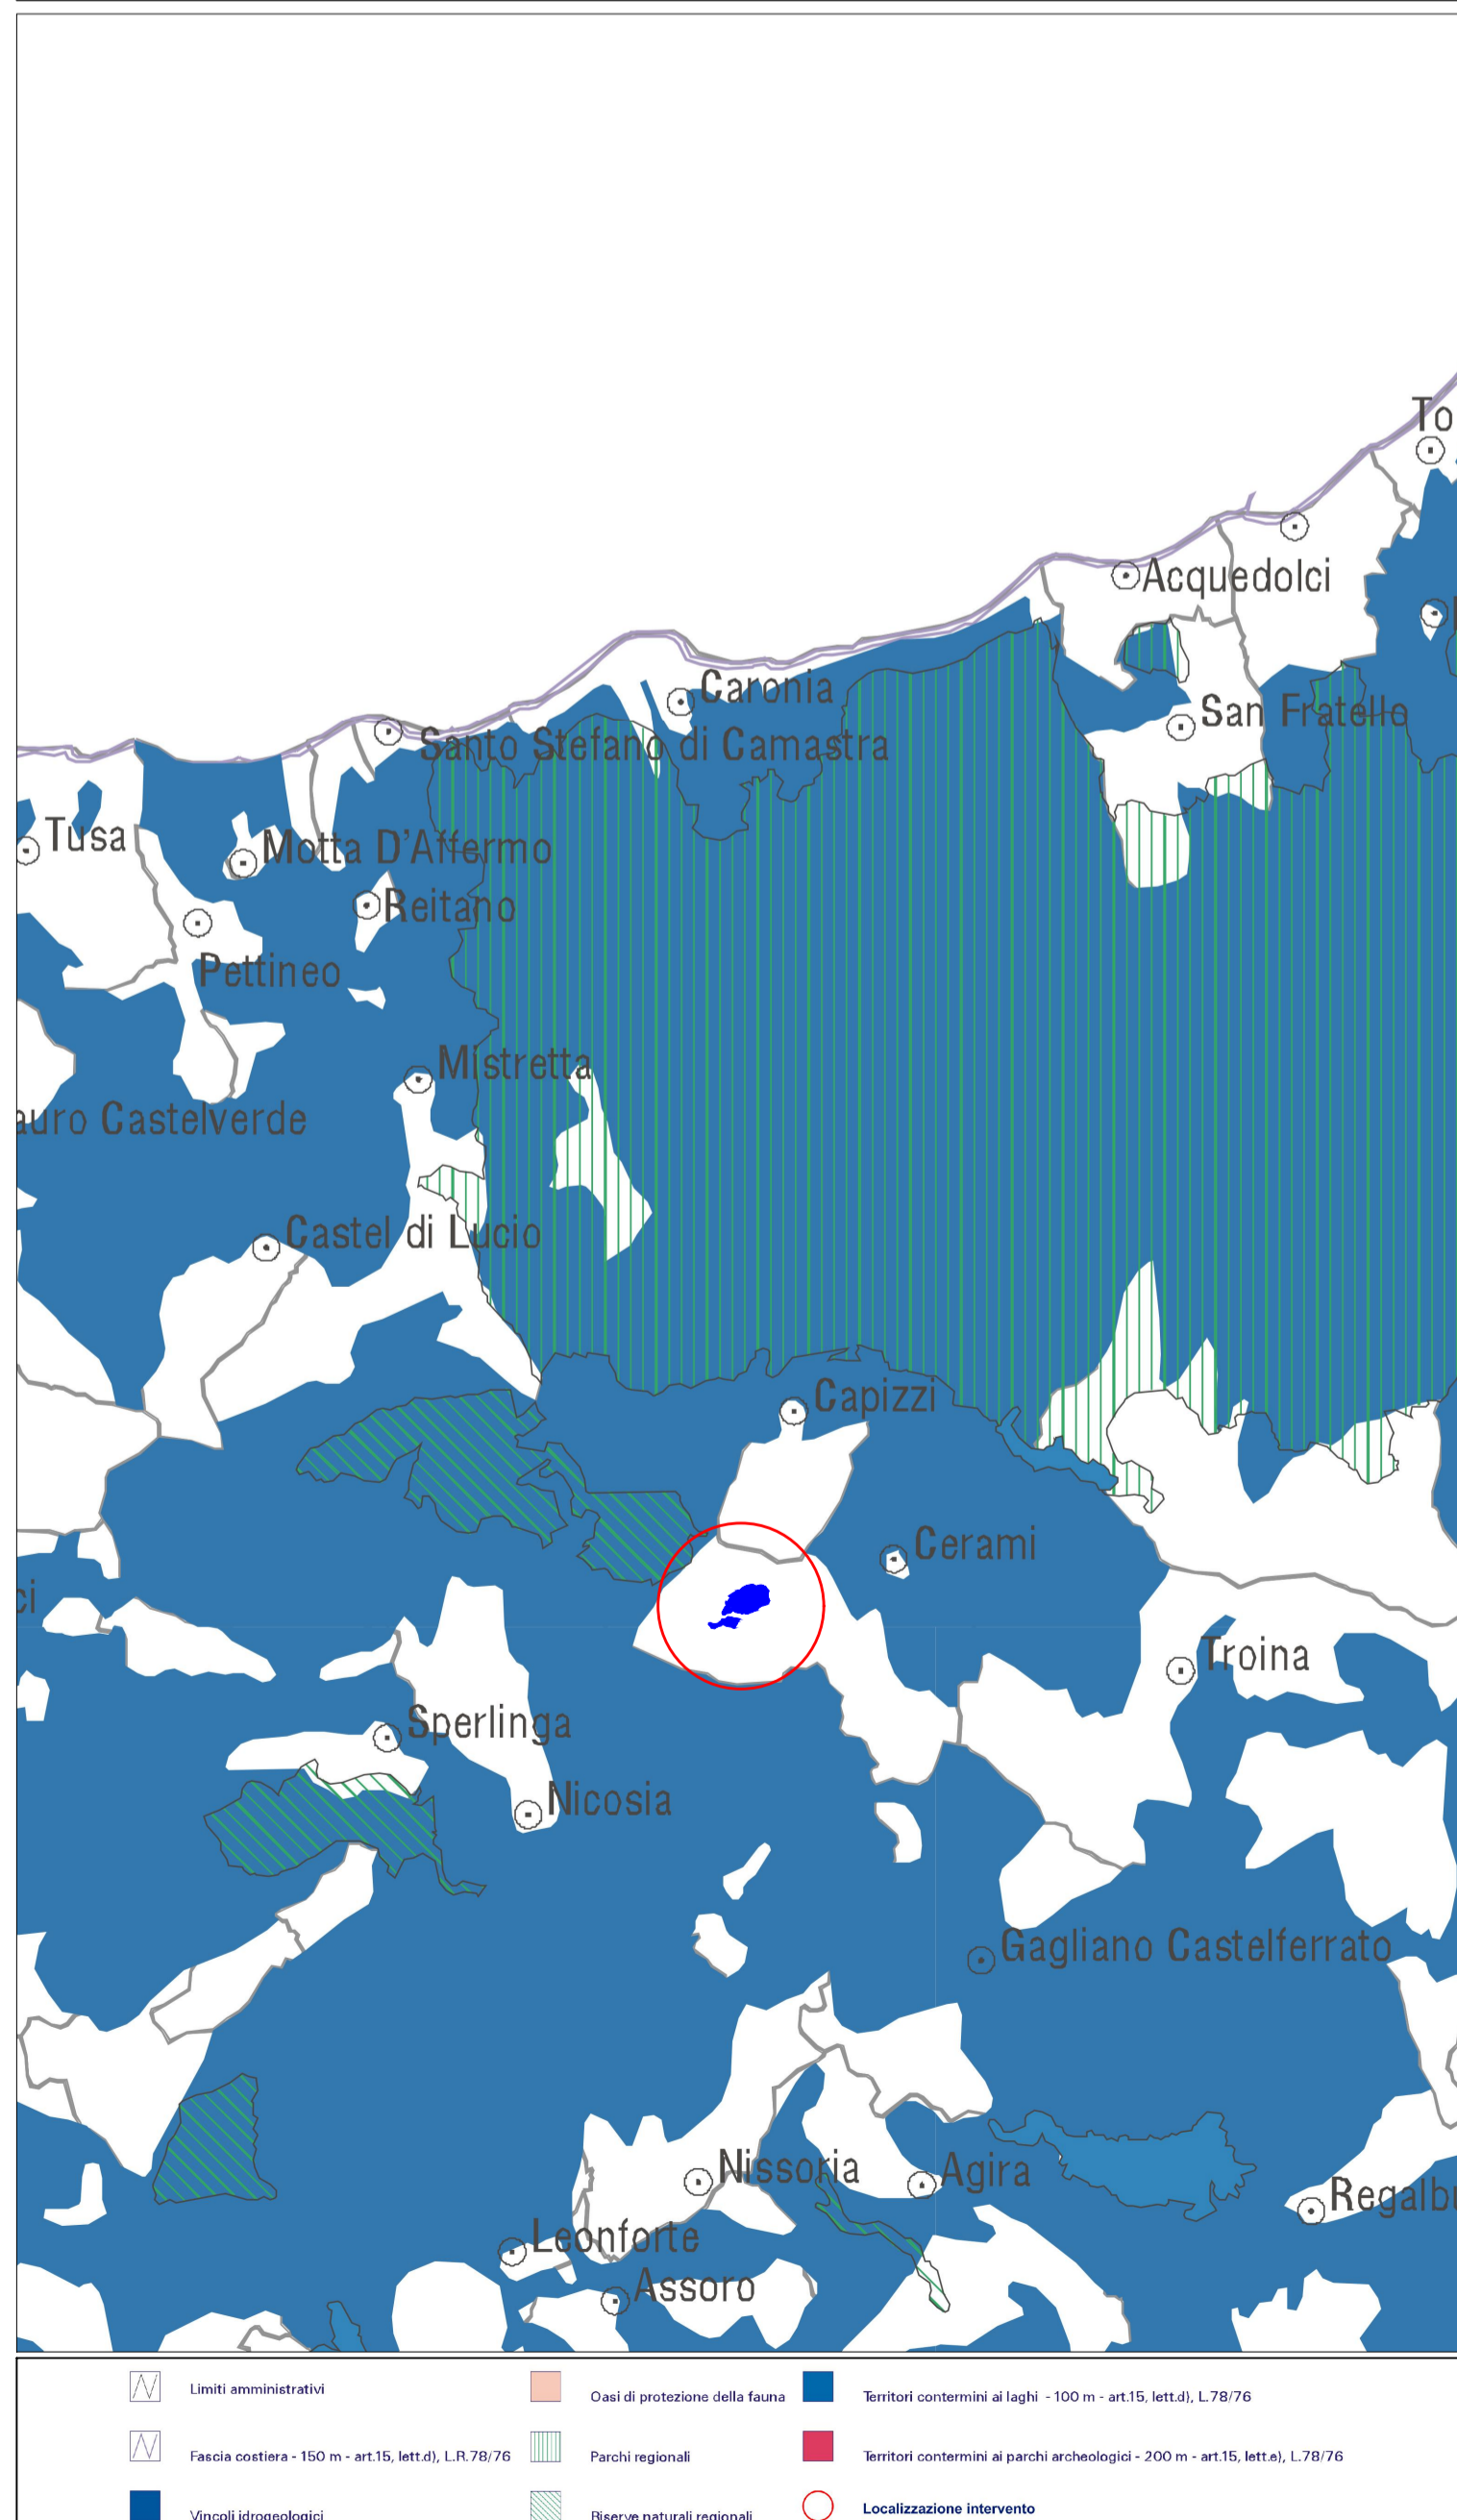 To
Acquedolci
Caronia
San Fratello
Santo Stefano di Camastra
Tusa
Motta D'Affermo
Reitano
Pettineo
Mistretta
auro Castelverde
Castel di Lucio
Capizzi
Cerami
ci
Troina
Sperlinga
Nicosia
Gagliano Castelferrato
Nissoria
Agira
Regalbu
Leonforte
Assoro
Limiti amministrativi
Oasi di protezione della fauna
Territori contermini ai laghi - 100 m - art.15, lett.d), L.78/76
Fascia costiera - 150 m - art.15, lett.d), L.R.78/76
Parchi regionali
Territori contermini ai parchi archeologici - 200 m - art.15, lett.e), L.78/76
Vincoli idrogeologici
Riserve naturali regionali
Localizzazione intervento